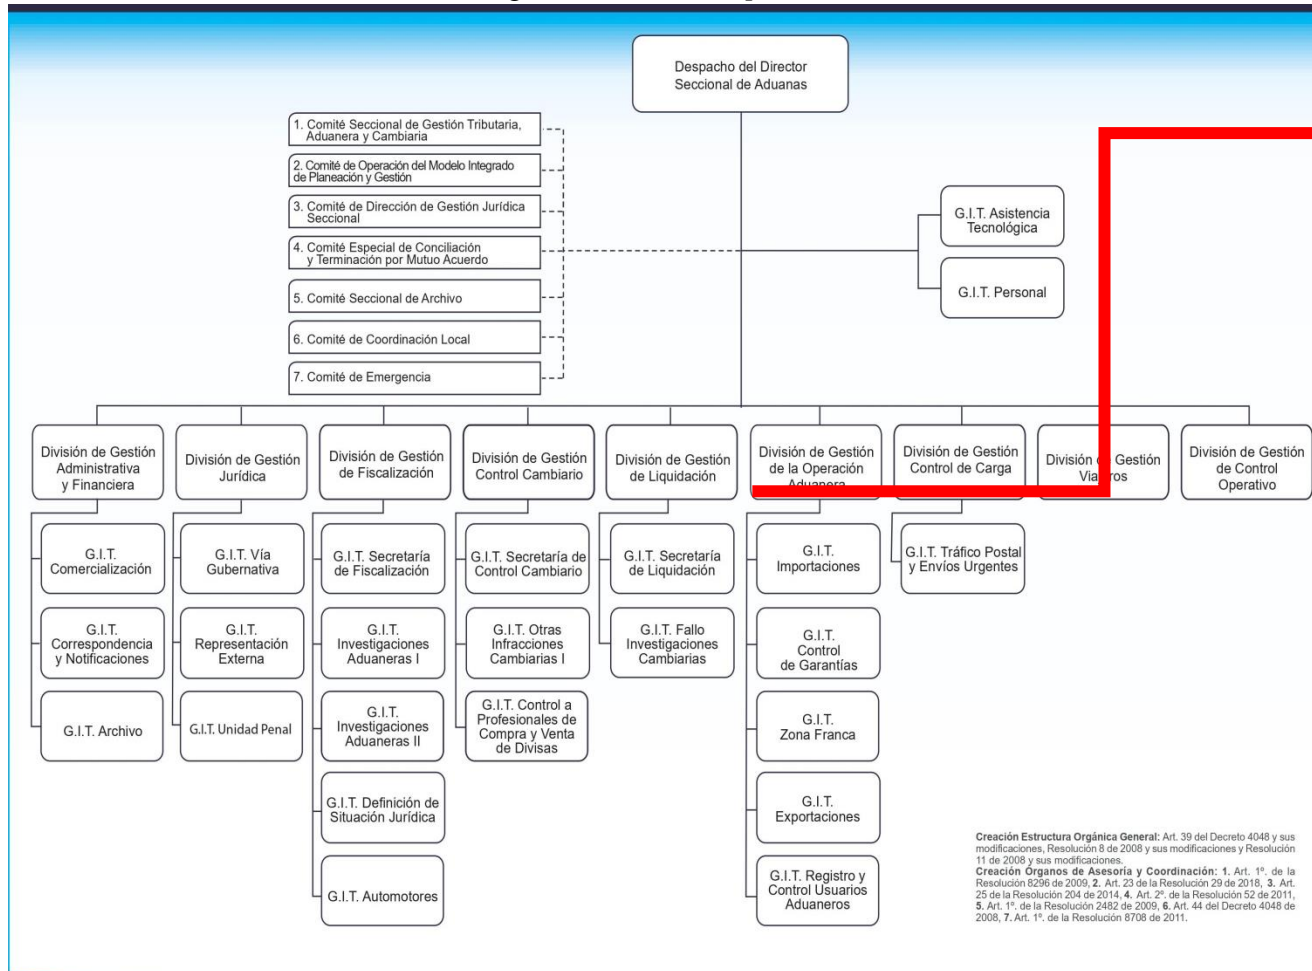 Despacho del Director
Seccional de Aduanas
1. Comité Seccional de Gestión Tributaria,
Aduanera y Cambiaria
2. Comité de Operación del Modelo Integrado
de Planeación y Gestión
3. Comité de Dirección de Gestión Jurídica
Seccional
4. Comité Especial de Conciliación
y Terminación por Mutuo Acuerdo
5. Comité Seccional de Archivo
6. Comité de Coordinación Local
7. Comité de Emergencia
G.I.T. Asistencia
Tecnológica
G.I.T. Personal
División de Gestión
Administrativa
y Financiera
División de Gestión
Jurídica
División de Gestión
de Fiscalización
División de Gestión
Control Cambiario
División de Gestión
de Liquidación
División de Gestión
de la Operación
Aduanera
División de Gestión
Control de Carga
División de Gestión
Viajeros
División de Gestión
de Control
Operativo
G.I.T.
Comercialización
G.I.T.
Correspondencia
y Notificaciones
G.I.T. Archivo
G.I.T. Vía
Gubernativa
G.I.T.
Representación
Externa
G.I.T. Unidad Penal
G.I.T. Secretaría
de Fiscalización
G.I.T.
Investigaciones
Aduaneras I
G.I.T.
Investigaciones
Aduaneras II
G.I.T. Definición de
Situación Jurídica
G.I.T. Automotores
G.I.T. Secretaría de
Control Cambiario
G.I.T. Otras
Infracciones
Cambiarias I
G.I.T. Control a
Profesionales de
Compra y Venta
de Divisas
G.I.T. Secretaría
de Liquidación
G.I.T. Fallo
Investigaciones
Cambiarias
G.I.T.
Importaciones
G.I.T.
Control
de Garantías
G.I.T.
Zona Franca
G.I.T.
Exportaciones
G.I.T. Registro y
Control Usuarios
Aduaneros
G.I.T. Tráfico Postal
y Envíos Urgentes
Creación Estructura Orgánica General: Art. 39 del Decreto 4048 y sus
modificaciones, Resolución 8 de 2008 y sus modificaciones y Resolución
11 de 2008 y sus modificaciones.
Creación Órganos de Asesoría y Coordinación: 1. Art. 1º. de la
Resolución 8296 de 2009, 2. Art. 23 de la Resolución 29 de 2018, 3. Art.
25 de la Resolución 204 de 2014, 4. Art. 2º. de la Resolución 52 de 2011,
5. Art. 1º. de la Resolución 2482 de 2009, 6. Art. 44 del Decreto 4048 de
2008, 7. Art. 1º. de la Resolución 8708 de 2011.